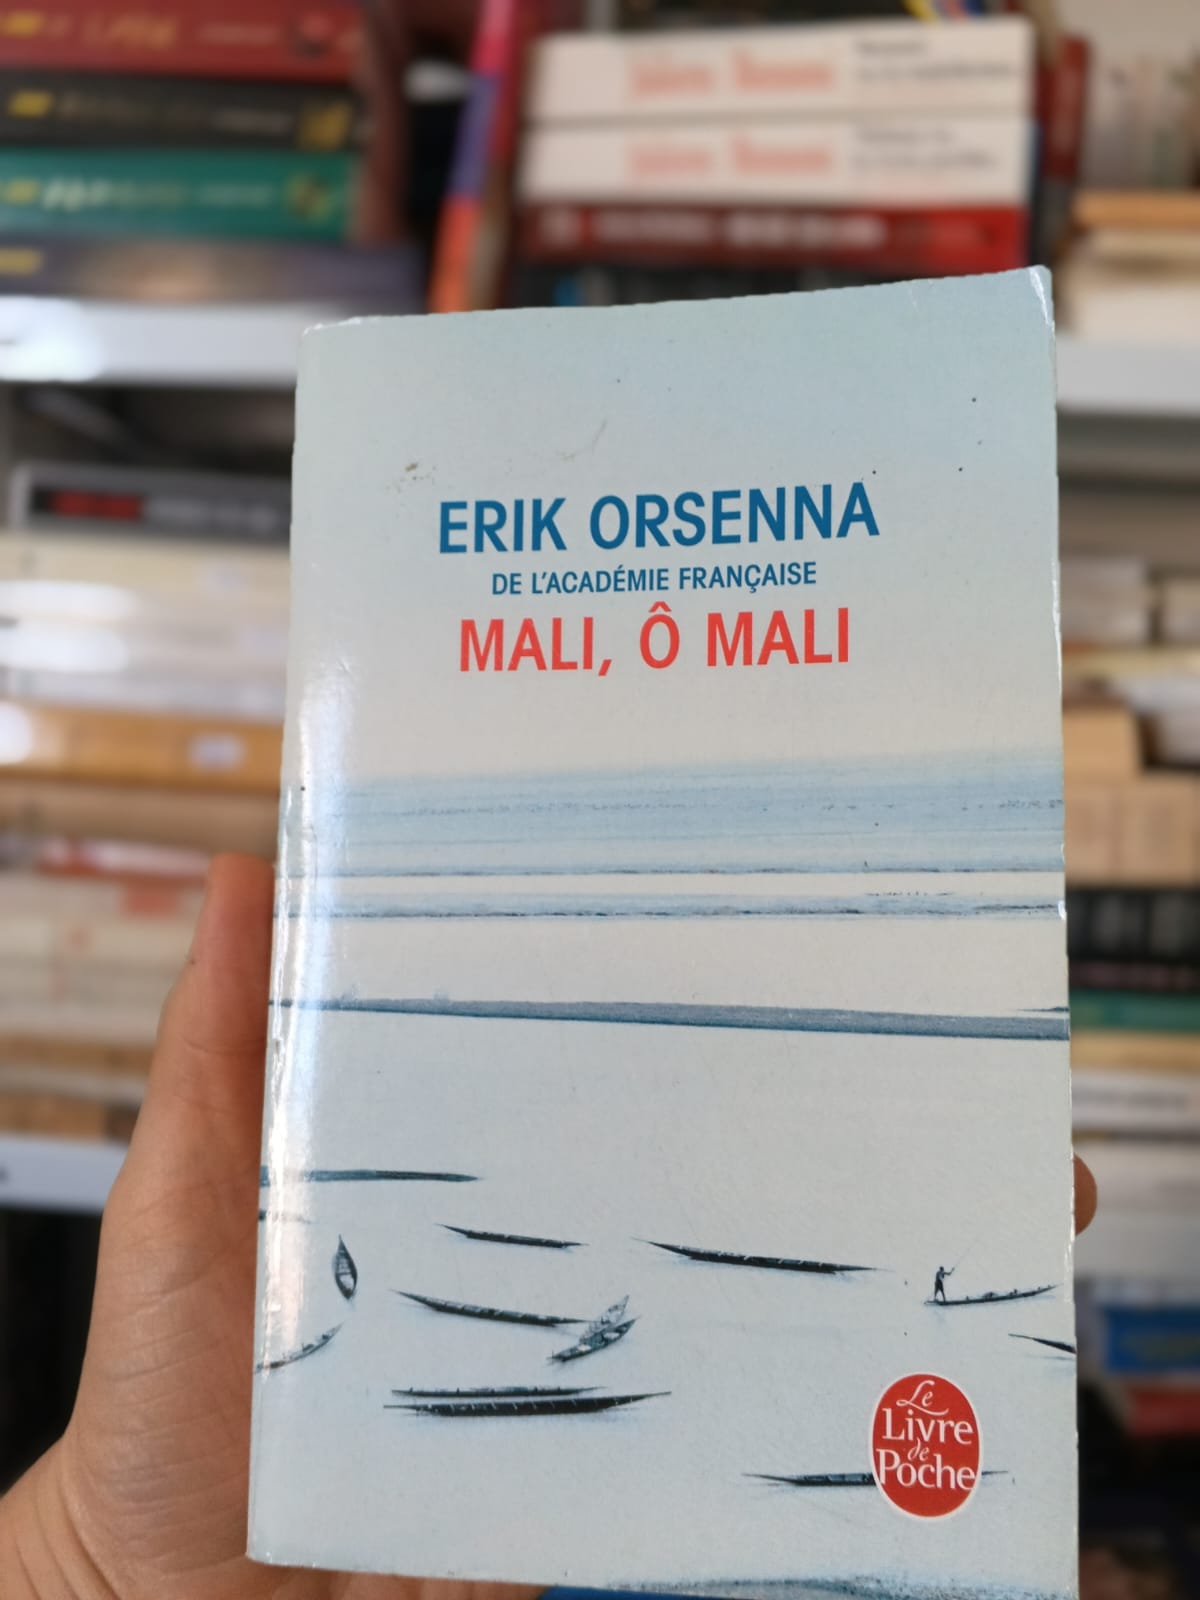 ERIK ORSENNA
DE L'ACADÉMIE FRANÇAISE
MALI, Ô MALI
Le
Livre
de
Poche